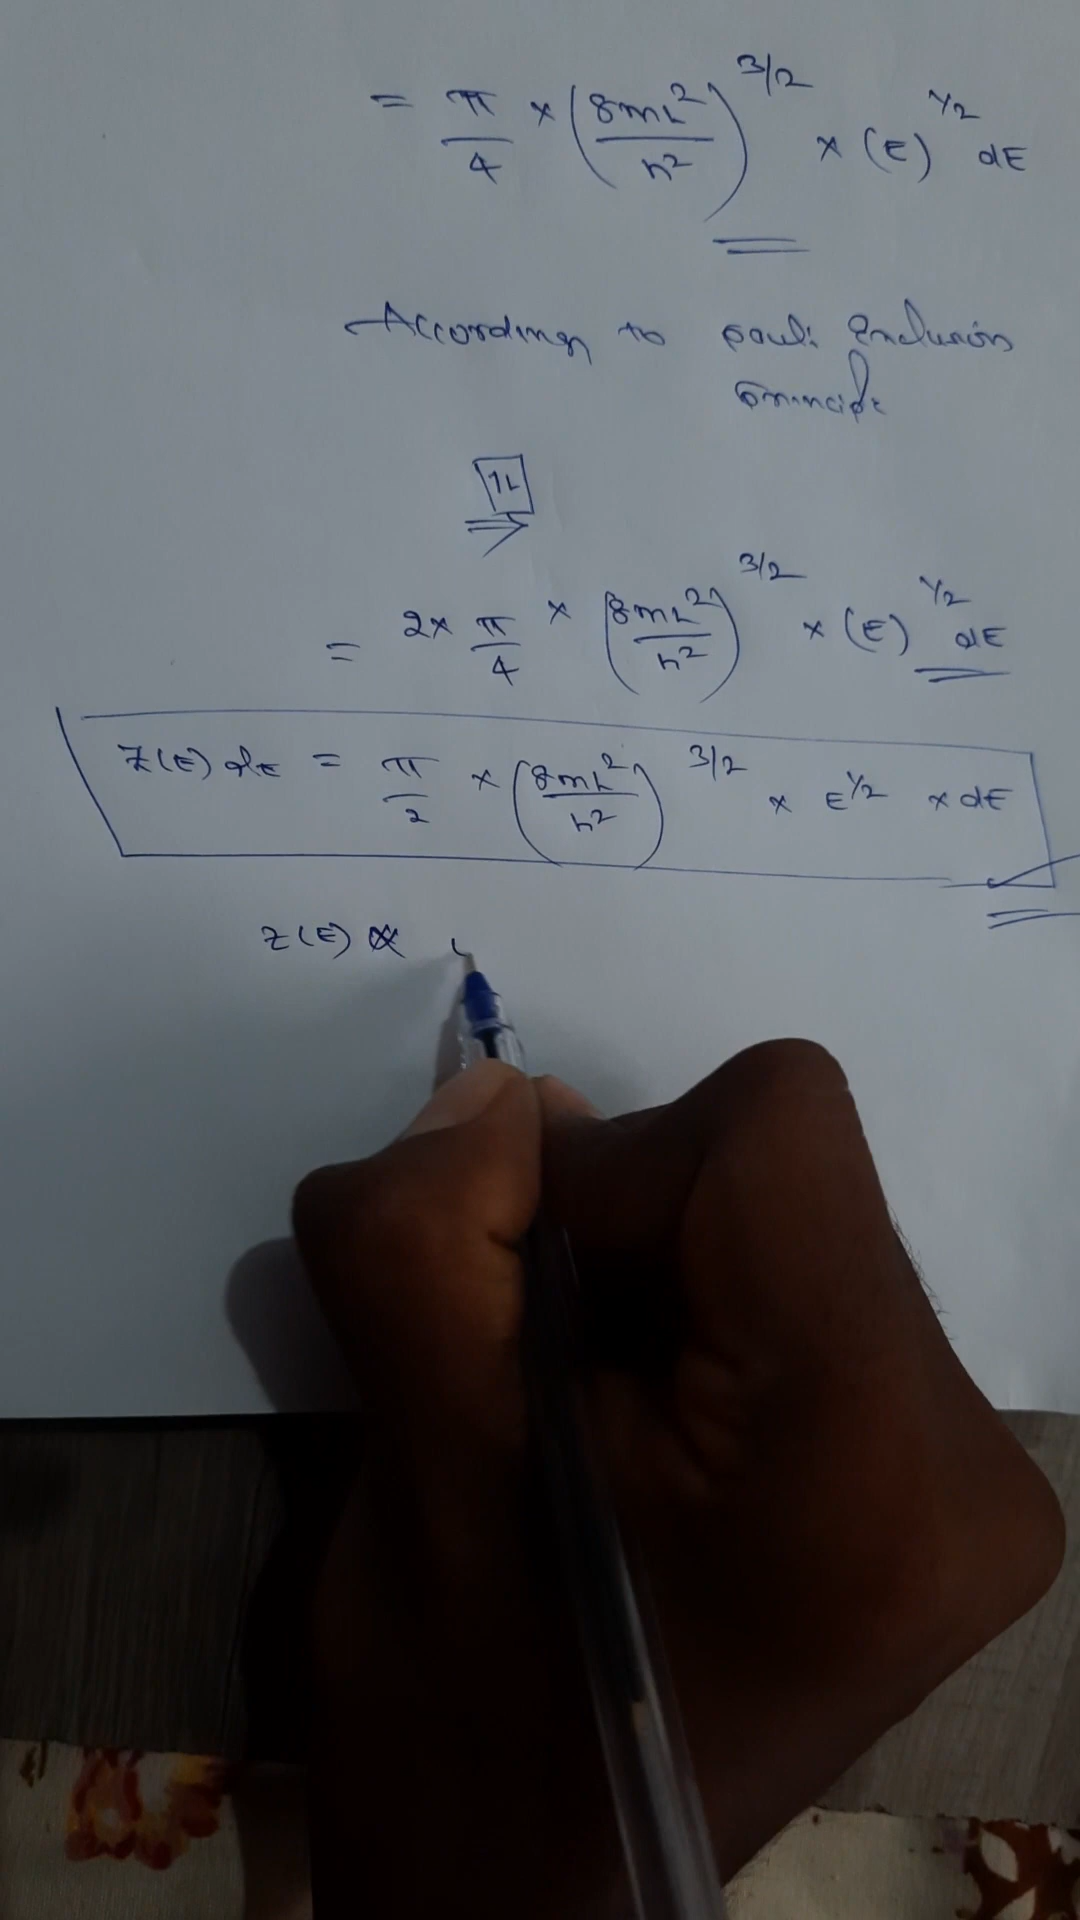 = π/4 × (8mL²/h²)^3/2 × (E)^1/2 dE
According to pauli Exclusion
principle
⇒ [1L]
= 2× π/4 × (8mL²/h²)^3/2 × (E)^1/2 dE
Z(E) dE = π/2 × (8mL²/h²)^3/2 × E^1/2 × dE
Z(E) ∝